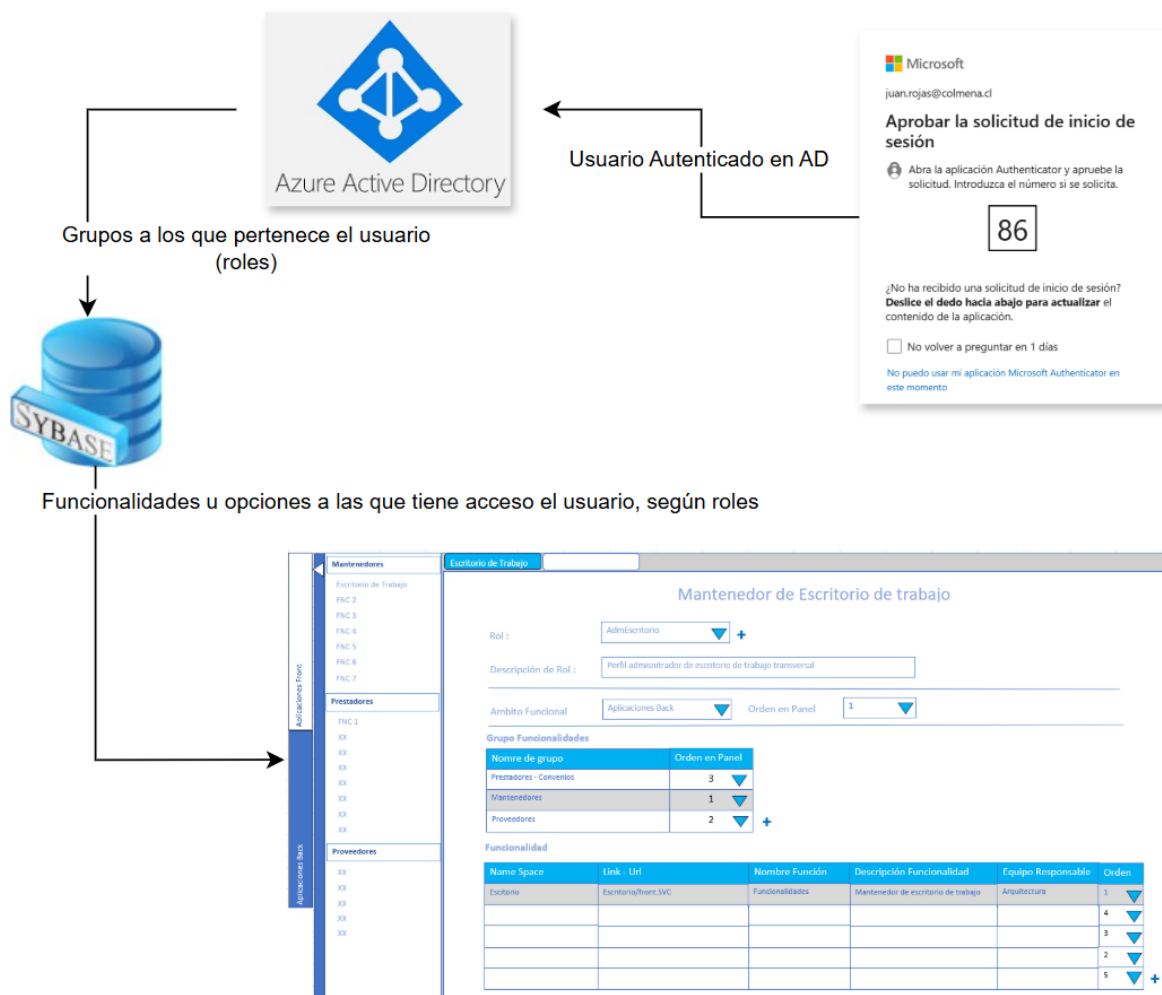 Microsoft
juan.rojas@colmena.cl
Aprobar la solicitud de inicio de
sesión
Abra la aplicación Authenticator y apruebe la
solicitud. Introduzca el número si se solicita.
86
¿No ha recibido una solicitud de inicio de sesión?
Deslice el dedo hacia abajo para actualizar el
contenido de la aplicación.
No volver a preguntar en 1 días
No puedo usar mi aplicación Microsoft Authenticator en
este momento
Usuario Autenticado en AD
Azure Active Directory
Grupos a los que pertenece el usuario
(roles)
SYBASE
Funcionalidades u opciones a las que tiene acceso el usuario, según roles
Aplicaciones Front
Aplicaciones Back
Mantenedores
Escritorio de Trabajo
FNC 2
FNC 3
FNC 4
FNC 5
FNC 6
FNC 7
Prestadores
FNC 1
XX
XX
XX
XX
XX
XX
XX
Proveedores
XX
XX
XX
XX
XX
Escritorio de Trabajo
Mantenedor de Escritorio de trabajo
Rol : AdmEscritorio +
Descripción de Rol : Perfil admisnitrador de escritorio de trabajo transversal
Ambito Funcional Aplicaciones Back Orden en Panel 1
Grupo Funcionalidades
Nomre de grupo Orden en Panel
Prestadores - Convenios 3
Mantenedores 1
Proveedores 2 +
Funcionalidad
Name Space Link - Url Nombre Función Descripción Funcionalidad Equipo Responsable Orden
Escitorio Escritorio/front.SVC Funcionalidades Mantenedor de escritorio de trabajo Arquitectura 1
4
3
2
5 +